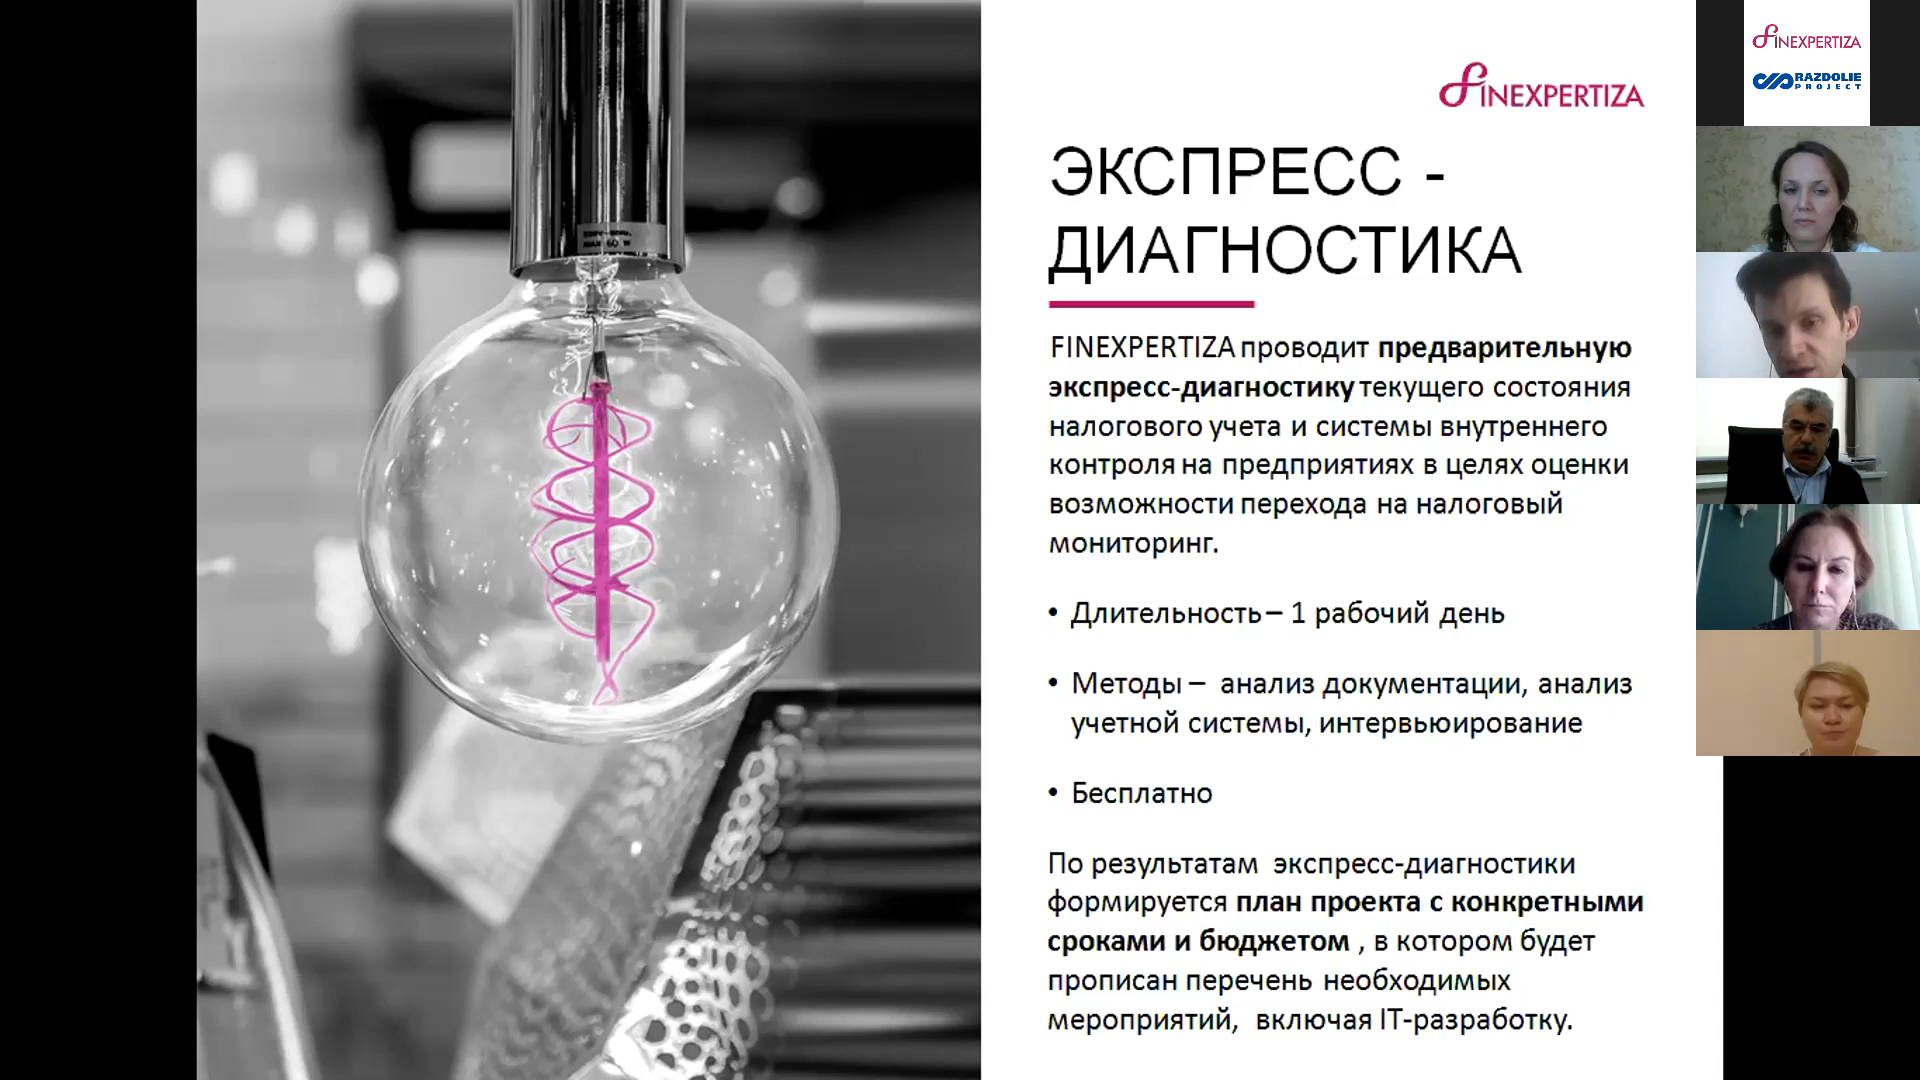 FINEXPERTIZA
ЭКСПРЕСС -
ДИАГНОСТИКА
FINEXPERTIZA проводит предварительную
экспресс-диагностику текущего состояния
налогового учета и системы внутреннего
контроля на предприятиях в целях оценки
возможности перехода на налоговый
мониторинг.
• Длительность – 1 рабочий день
• Методы – анализ документации, анализ
учетной системы, интервьюирование
• Бесплатно
По результатам экспресс-диагностики
формируется план проекта с конкретными
сроками и бюджетом , в котором будет
прописан перечень необходимых
мероприятий, включая IT-разработку.
FINEXPERTIZA
RAZDOLIE
PROJECT
MAX 60 W